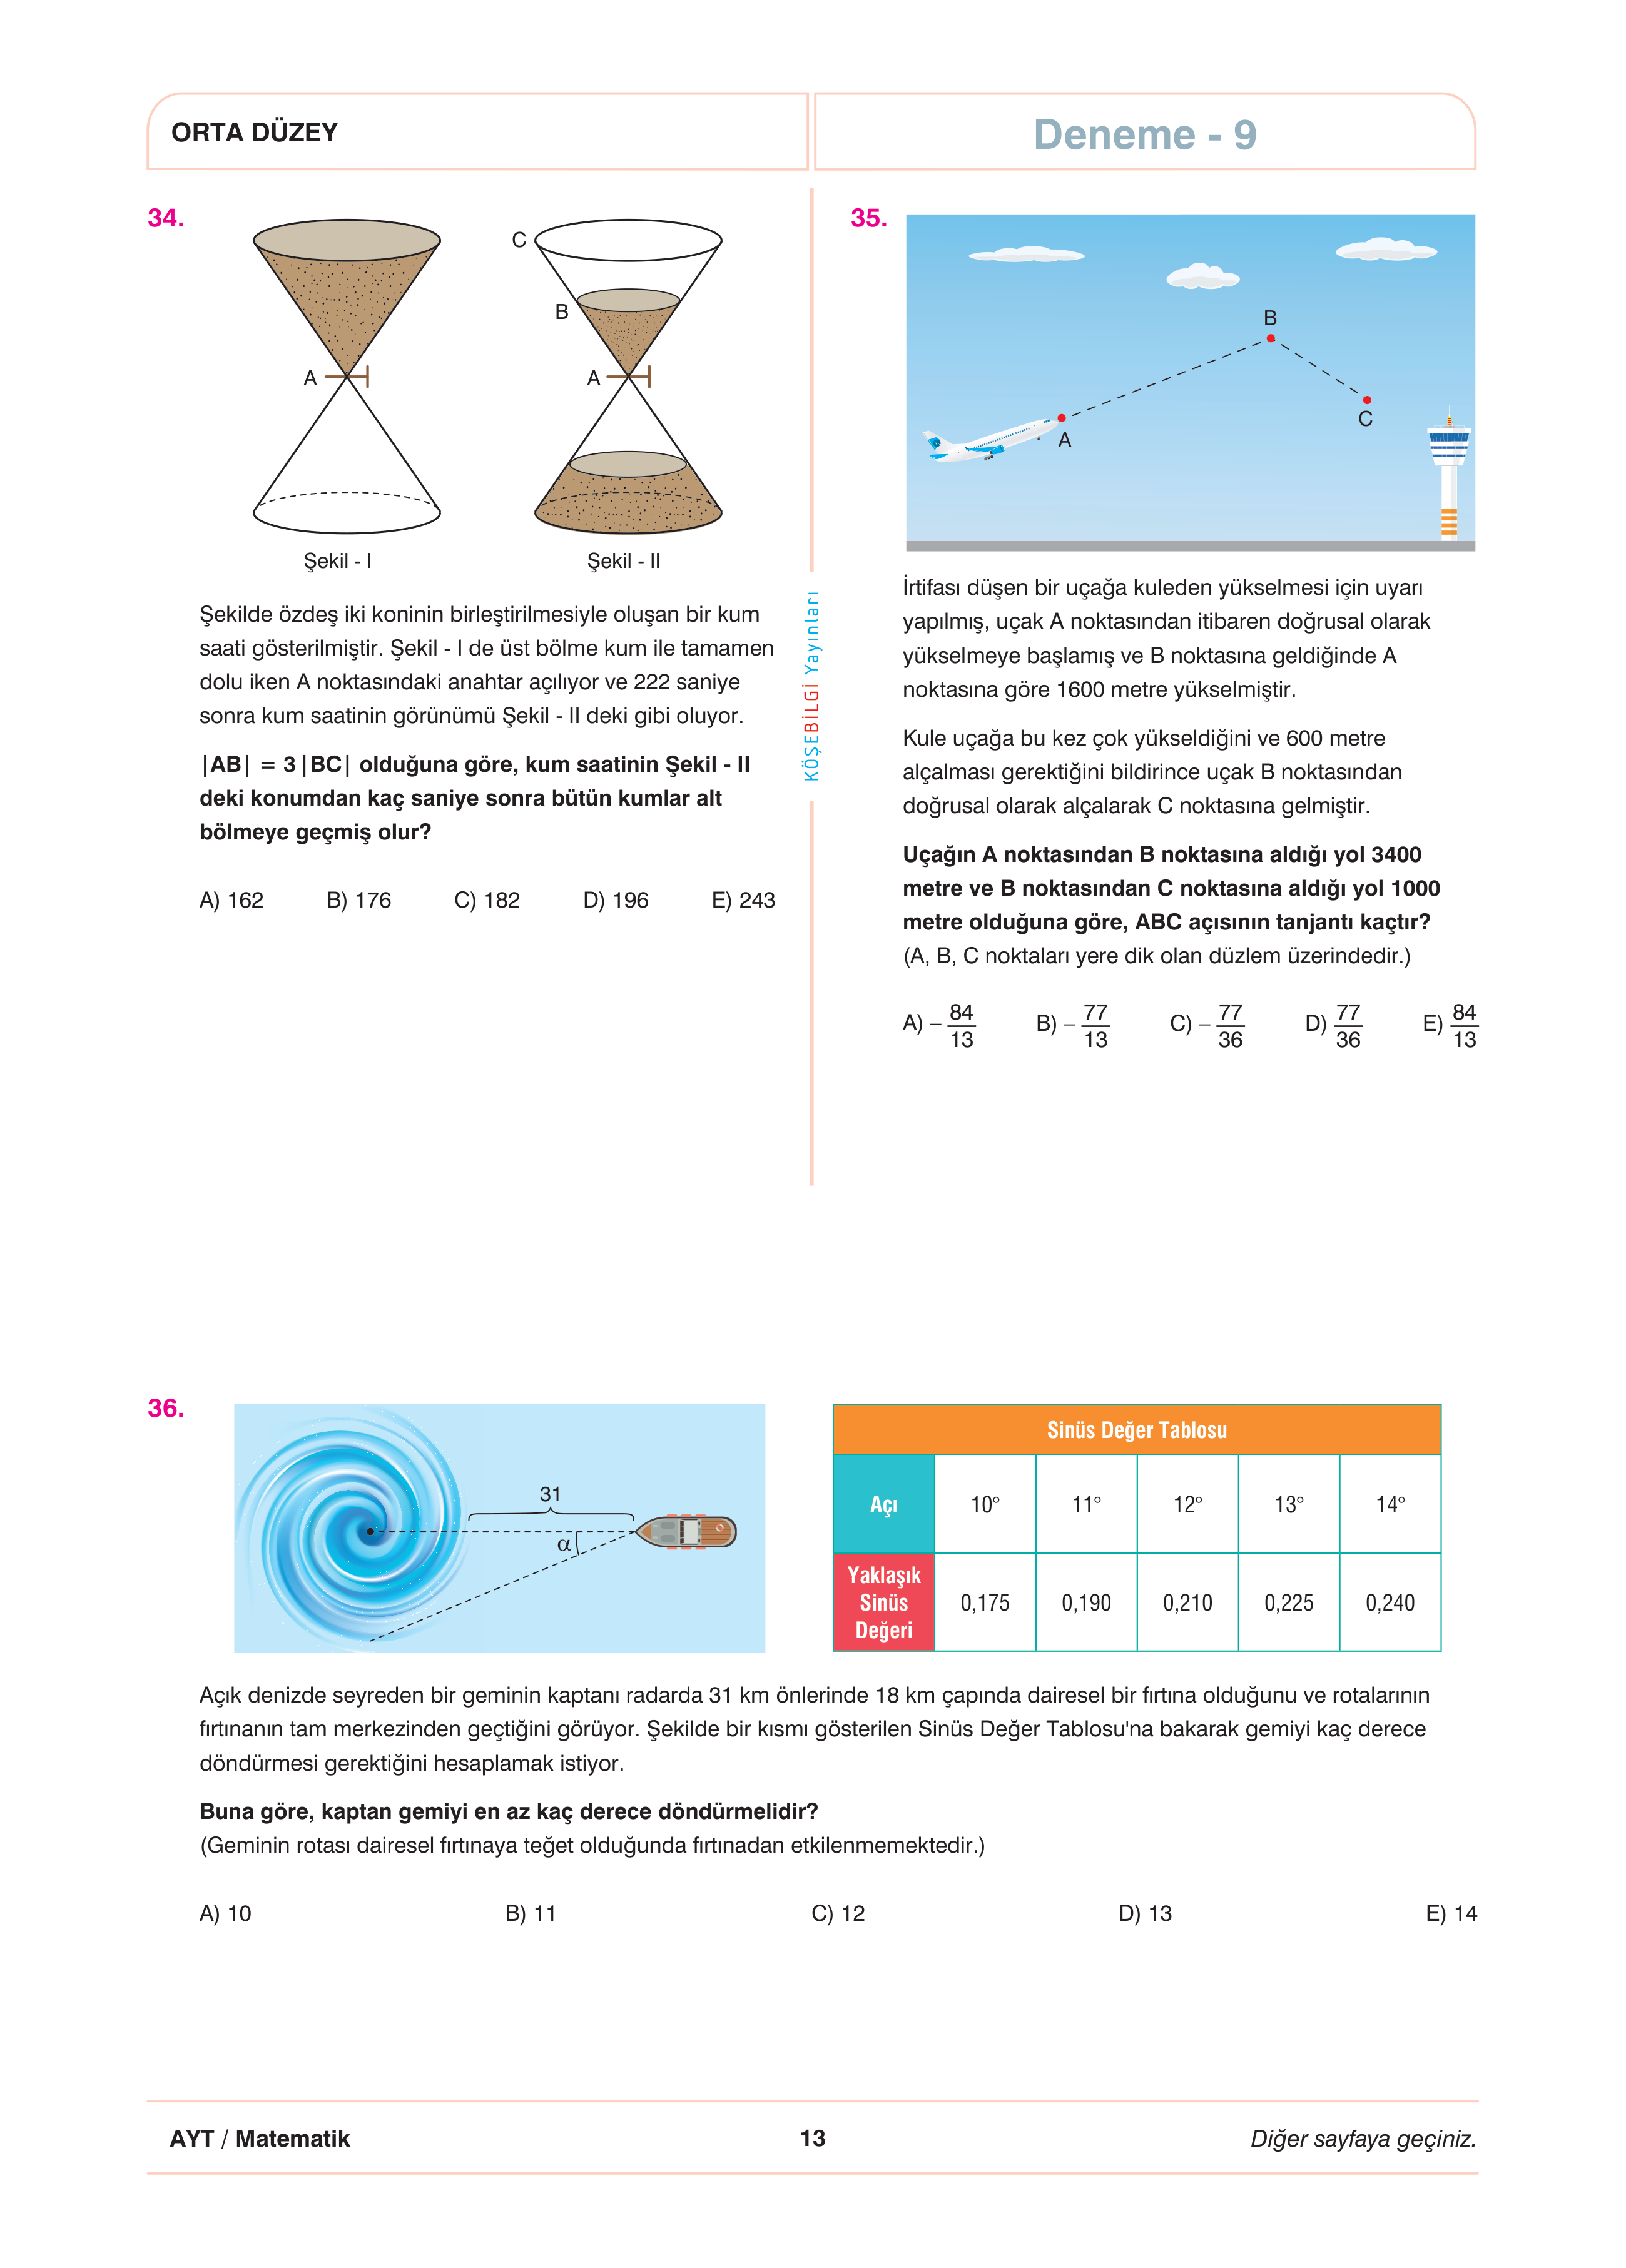 ORTA DÜZEY
Deneme - 9
34.
C
B
A
A
Şekil - I
Şekil - II
Şekilde özdeş iki koninin birleştirilmesiyle oluşan bir kum
saati gösterilmiştir. Şekil - I de üst bölme kum ile tamamen
dolu iken A noktasındaki anahtar açılıyor ve 222 saniye
sonra kum saatinin görünümü Şekil - II deki gibi oluyor.
|AB| = 3 |BC| olduğuna göre, kum saatinin Şekil - II
deki konumdan kaç saniye sonra bütün kumlar alt
bölmeye geçmiş olur?
A) 162 B) 176 C) 182 D) 196 E) 243
KÖŞEBİLGİ Yayınları
35.
B
C
A
İrtifası düşen bir uçağa kuleden yükselmesi için uyarı
yapılmış, uçak A noktasından itibaren doğrusal olarak
yükselmeye başlamış ve B noktasına geldiğinde A
noktasına göre 1600 metre yükselmiştir.
Kule uçağa bu kez çok yükseldiğini ve 600 metre
alçalması gerektiğini bildirince uçak B noktasından
doğrusal olarak alçalarak C noktasına gelmiştir.
Uçağın A noktasından B noktasına aldığı yol 3400
metre ve B noktasından C noktasına aldığı yol 1000
metre olduğuna göre, ABC açısının tanjantı kaçtır?
(A, B, C noktaları yere dik olan düzlem üzerindedir.)
A) – 84/13 B) – 77/13 C) – 77/36 D) 77/36 E) 84/13
36.
31
α
Sinüs Değer Tablosu
Açı 10° 11° 12° 13° 14°
Yaklaşık
Sinüs
Değeri
0,175 0,190 0,210 0,225 0,240
Açık denizde seyreden bir geminin kaptanı radarda 31 km önlerinde 18 km çapında dairesel bir fırtına olduğunu ve rotalarının
fırtınanın tam merkezinden geçtiğini görüyor. Şekilde bir kısmı gösterilen Sinüs Değer Tablosu'na bakarak gemiyi kaç derece
döndürmesi gerektiğini hesaplamak istiyor.
Buna göre, kaptan gemiyi en az kaç derece döndürmelidir?
(Geminin rotası dairesel fırtınaya teğet olduğunda fırtınadan etkilenmemektedir.)
A) 10 B) 11 C) 12 D) 13 E) 14
AYT / Matematik
13
Diğer sayfaya geçiniz.